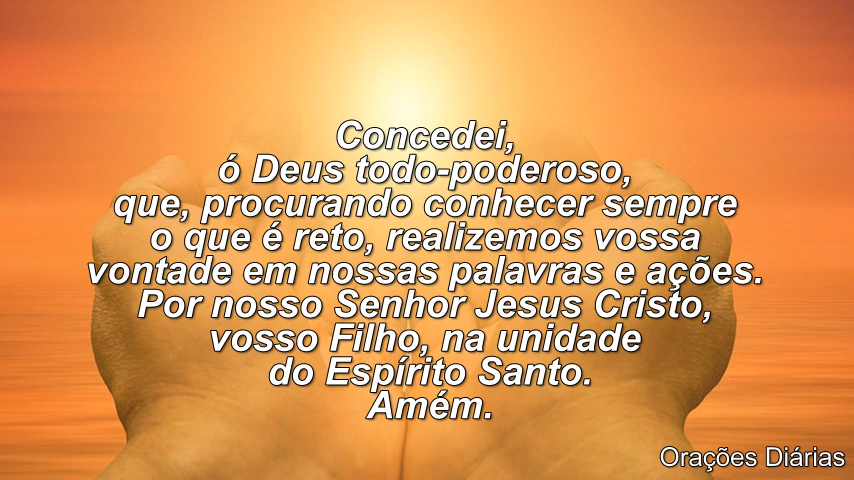 Concedei,
ó Deus todo-poderoso,
que, procurando conhecer sempre
o que é reto, realizemos vossa
vontade em nossas palavras e ações.
Por nosso Senhor Jesus Cristo,
vosso Filho, na unidade
do Espírito Santo.
Amém.
Orações Diárias